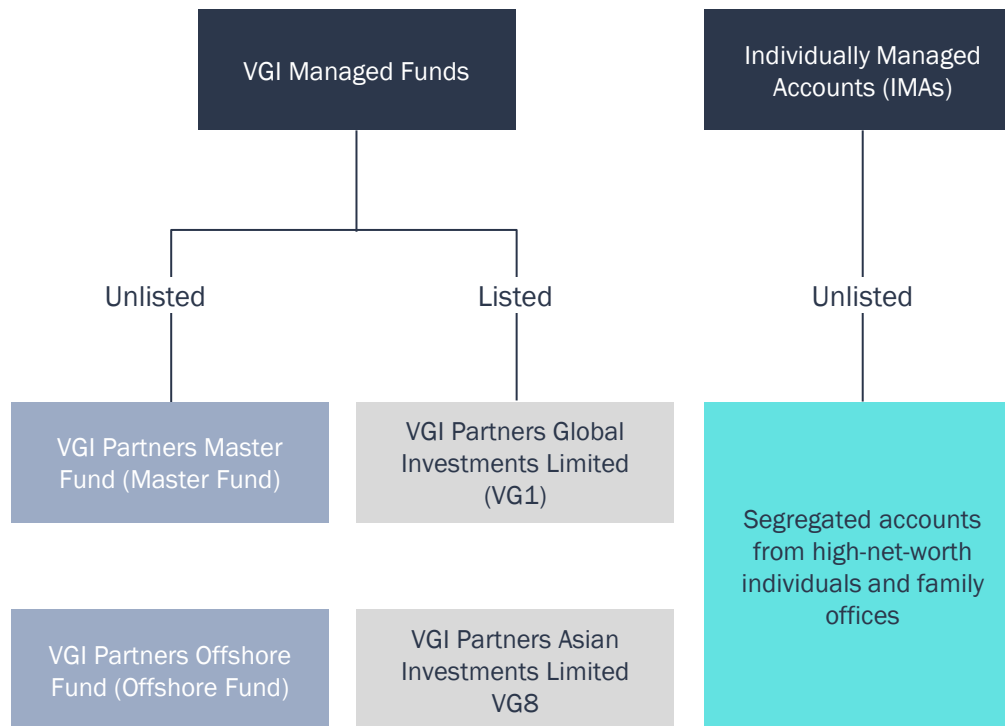 VGI Managed Funds
Individually Managed
Accounts (IMAs)
Unlisted
Listed
Unlisted
VGI Partners Master
Fund (Master Fund)
VGI Partners Global
Investments Limited
(VG1)
Segregated accounts
from high-net-worth
individuals and family
offices
VGI Partners Offshore
Fund (Offshore Fund)
VGI Partners Asian
Investments Limited
VG8